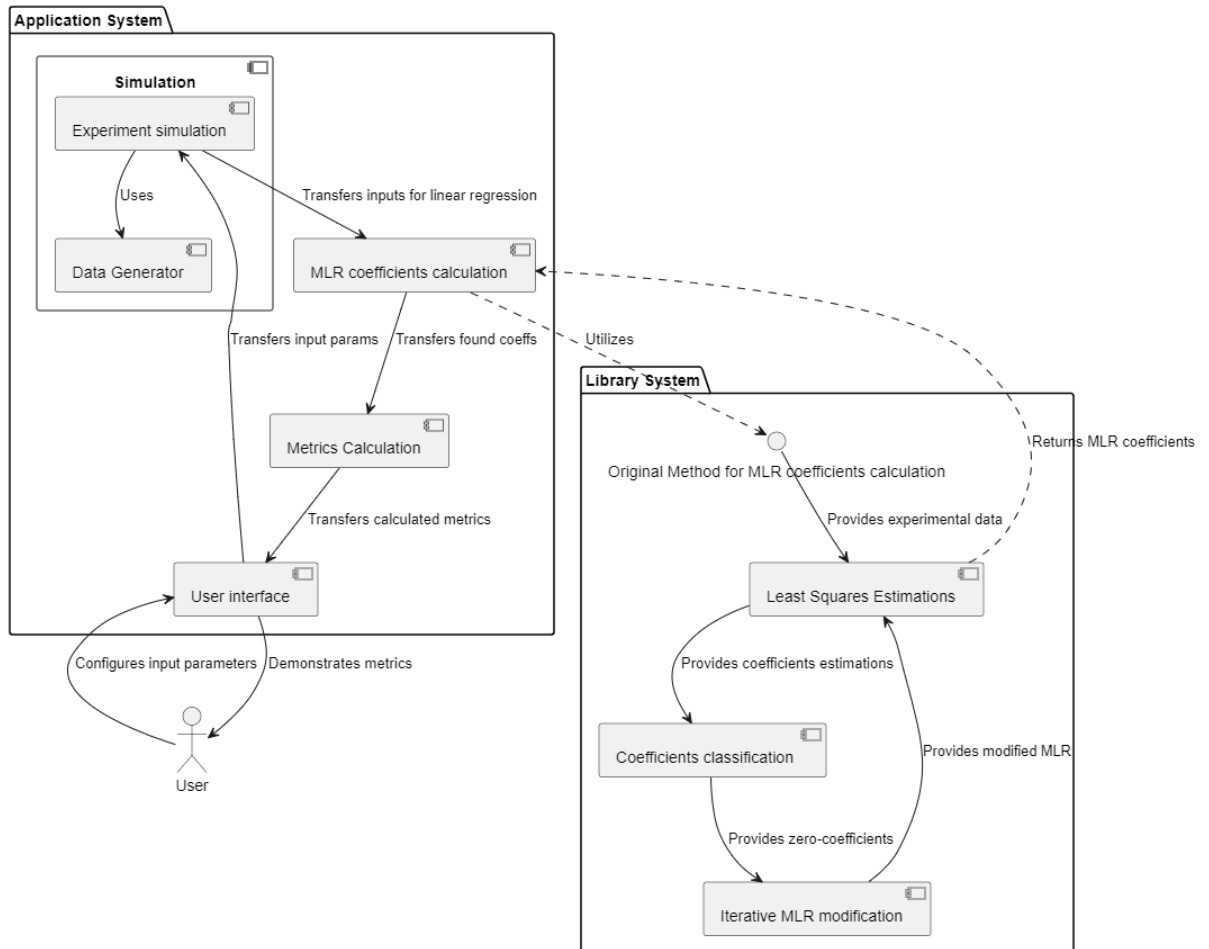 Application System
Simulation
Experiment simulation
Uses
Transfers inputs for linear regression
Data Generator
MLR coefficients calculation
Transfers input params
Transfers found coeffs
Utilizes
Library System
Metrics Calculation
Returns MLR coefficients
Original Method for MLR coefficients calculation
Transfers calculated metrics
Provides experimental data
User interface
Least Squares Estimations
Configures input parameters
Demonstrates metrics
Provides coefficients estimations
User
Coefficients classification
Provides modified MLR
Provides zero-coefficients
Iterative MLR modification